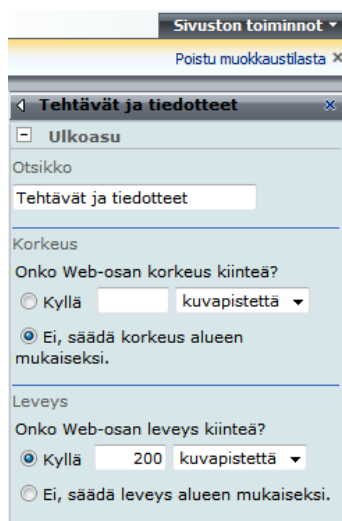 Sivuston toiminnot
Poistu muokkaustilasta
Tehtävät ja tiedotteet
Ulkoasu
Otsikko
Tehtävät ja tiedotteet
Korkeus
Onko Web-osan korkeus kiinteä?
Kyllä kuvapistettä
Ei, säädä korkeus alueen
mukaiseksi.
Leveys
Onko Web-osan leveys kiinteä?
Kyllä 200 kuvapistettä
Ei, säädä leveys alueen mukaiseksi.